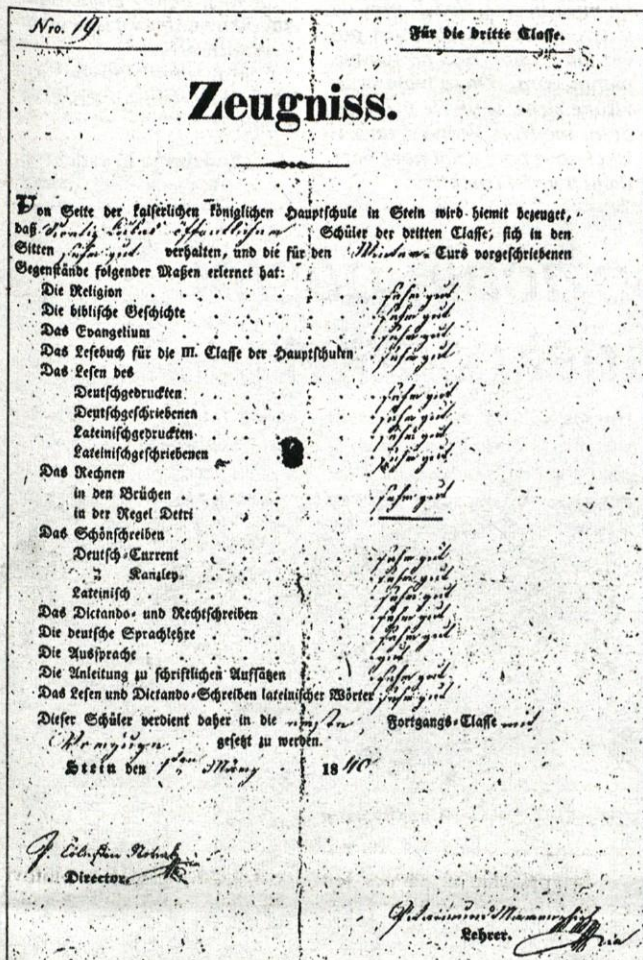 Nro. 19.
Für die dritte Classe.
Zeugniss.
Von Seite der kaiserlichen königlichen Hauptschule in Stein wird hiemit bezeuget,
daß öffentlicher Schüler der dritten Classe, sich in den
Sitten sehr gut verhalten, und die für den Winter-Curs vorgeschriebenen
Gegenstände folgender Maßen erlernet hat:
Die Religion sehr gut
Die biblische Geschichte sehr gut
Das Evangelium sehr gut
Das Lesebuch für die III. Classe der Hauptschulen sehr gut
Das Lesen des
Deutschgedruckten sehr gut
Deutschgeschriebenen sehr gut
Lateinischgedruckten sehr gut
Lateinischgeschriebenen sehr gut
Das Rechnen
in den Brüchen sehr gut
in der Regel Detri
Das Schönschreiben
Deutsch-Current sehr gut
" Kanzley sehr gut
Lateinisch sehr gut
Das Dictando- und Rechtschreiben sehr gut
Die deutsche Sprachlehre sehr gut
Die Aussprache gut
Die Anleitung zu schriftlichen Aufsätzen sehr gut
Das Lesen und Dictando-Schreiben lateinischer Wörter sehr gut
Dieser Schüler verdient daher in die erste Fortgangs-Classe mit
Vorzuge gesetzt zu werden.
Stein den 1ten März 1840
Director.
Lehrer.